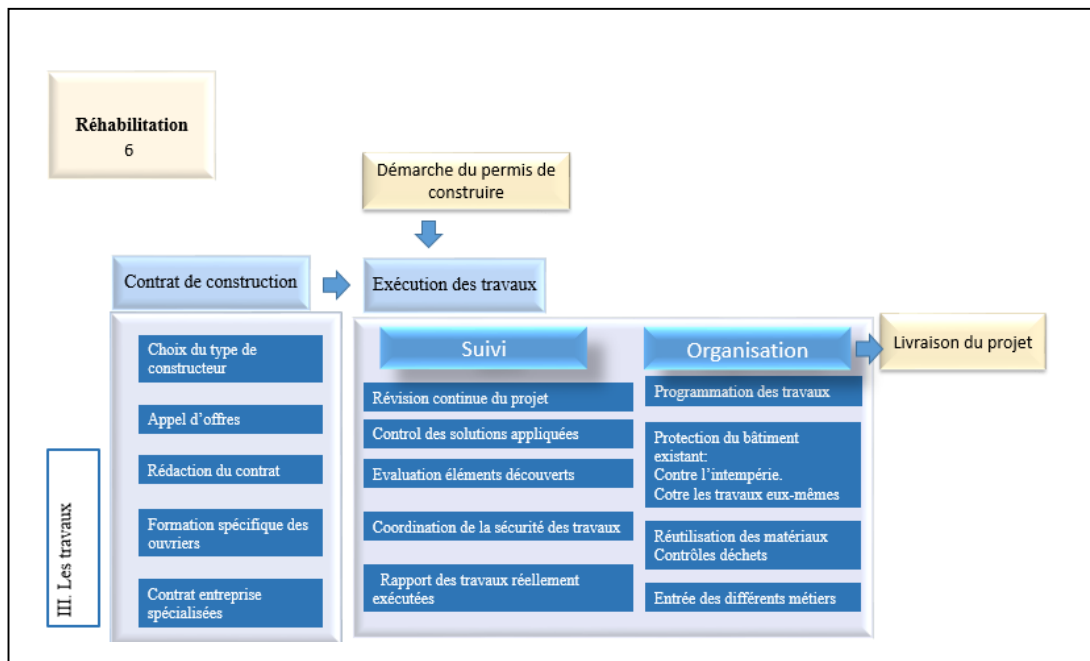 Réhabilitation
6
Démarche du permis de
construire
Contrat de construction
Exécution des travaux
Choix du type de
constructeur
Appel d’offres
Rédaction du contrat
Formation spécifique des
ouvriers
Contrat entreprise
spécialisées
Suivi
Révision continue du projet
Control des solutions appliquées
Evaluation éléments découverts
Coordination de la sécurité des travaux
Rapport des travaux réellement
exécutées
Organisation
Programmation des travaux
Protection du bâtiment
existant:
Contre l’intempérie.
Cotre les travaux eux-mêmes
Réutilisation des matériaux
Contrôles déchets
Entrée des différents métiers
Livraison du projet
III. Les travaux